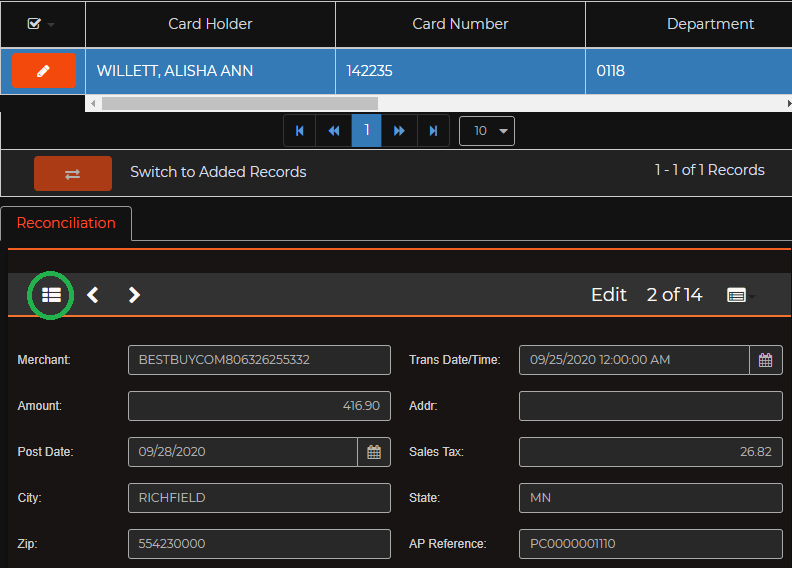 Card Holder Card Number Department
WILLETT, ALISHA ANN 142235 0118
1 10
Switch to Added Records 1 - 1 of 1 Records
Reconciliation
Edit 2 of 14
Merchant: BESTBUYCOM806326255332 Trans Date/Time: 09/25/2020 12:00:00 AM
Amount: 416.90 Addr:
Post Date: 09/28/2020 Sales Tax: 26.82
City: RICHFIELD State: MN
Zip: 554230000 AP Reference: PC0000001110